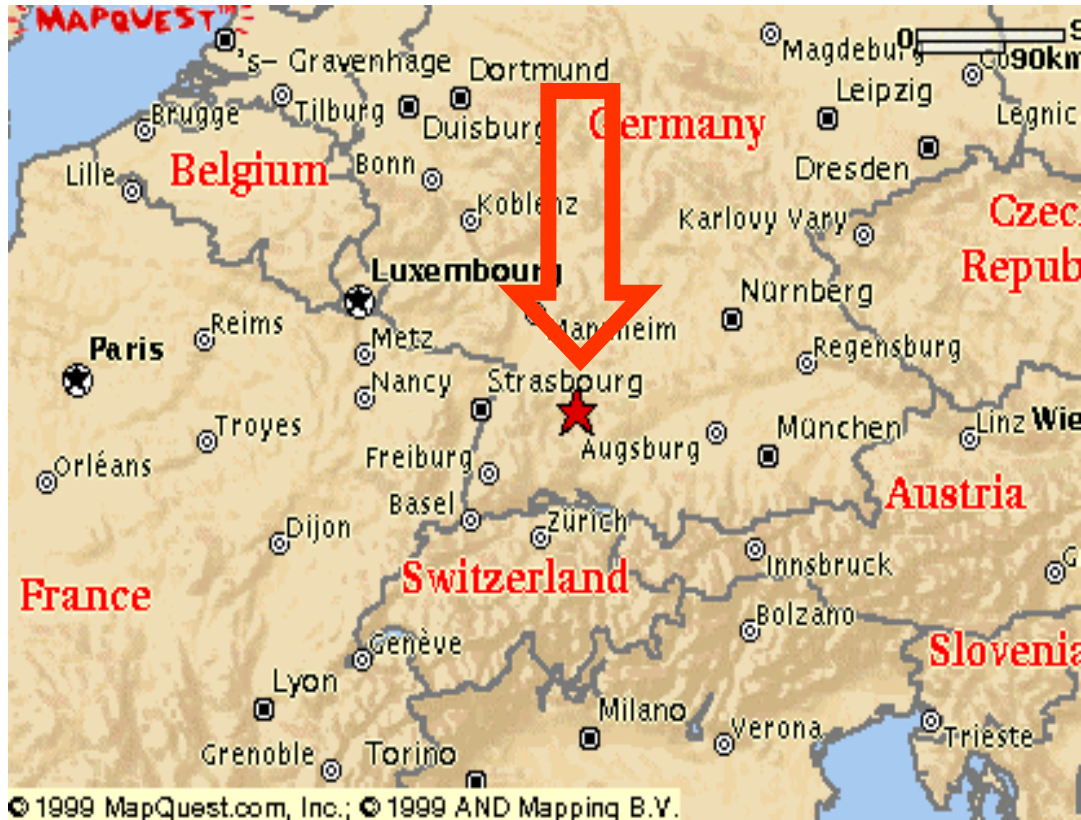 MAPQUEST™
's- Gravenhage
Dortmund
Magdeburg
0
90km
Brugge
Tilburg
Duisburg
Germany
Leipzig
Legnic
Lille
Belgium
Bonn
Dresden
Koblenz
Karlovy Vary
Czec
Repub
Luxembourg
Nürnberg
Reims
Metz
Mannheim
Regensburg
Paris
Nancy
Strasbourg
Troyes
Augsburg
München
Linz
Wie
Orléans
Freiburg
Basel
Austria
Dijon
Zürich
Innsbruck
G
France
Switzerland
Bolzano
Genève
Slovenia
Lyon
Milano
Verona
Trieste
Grenoble
Torino
© 1999 MapQuest.com, Inc.; © 1999 AND Mapping B.V.